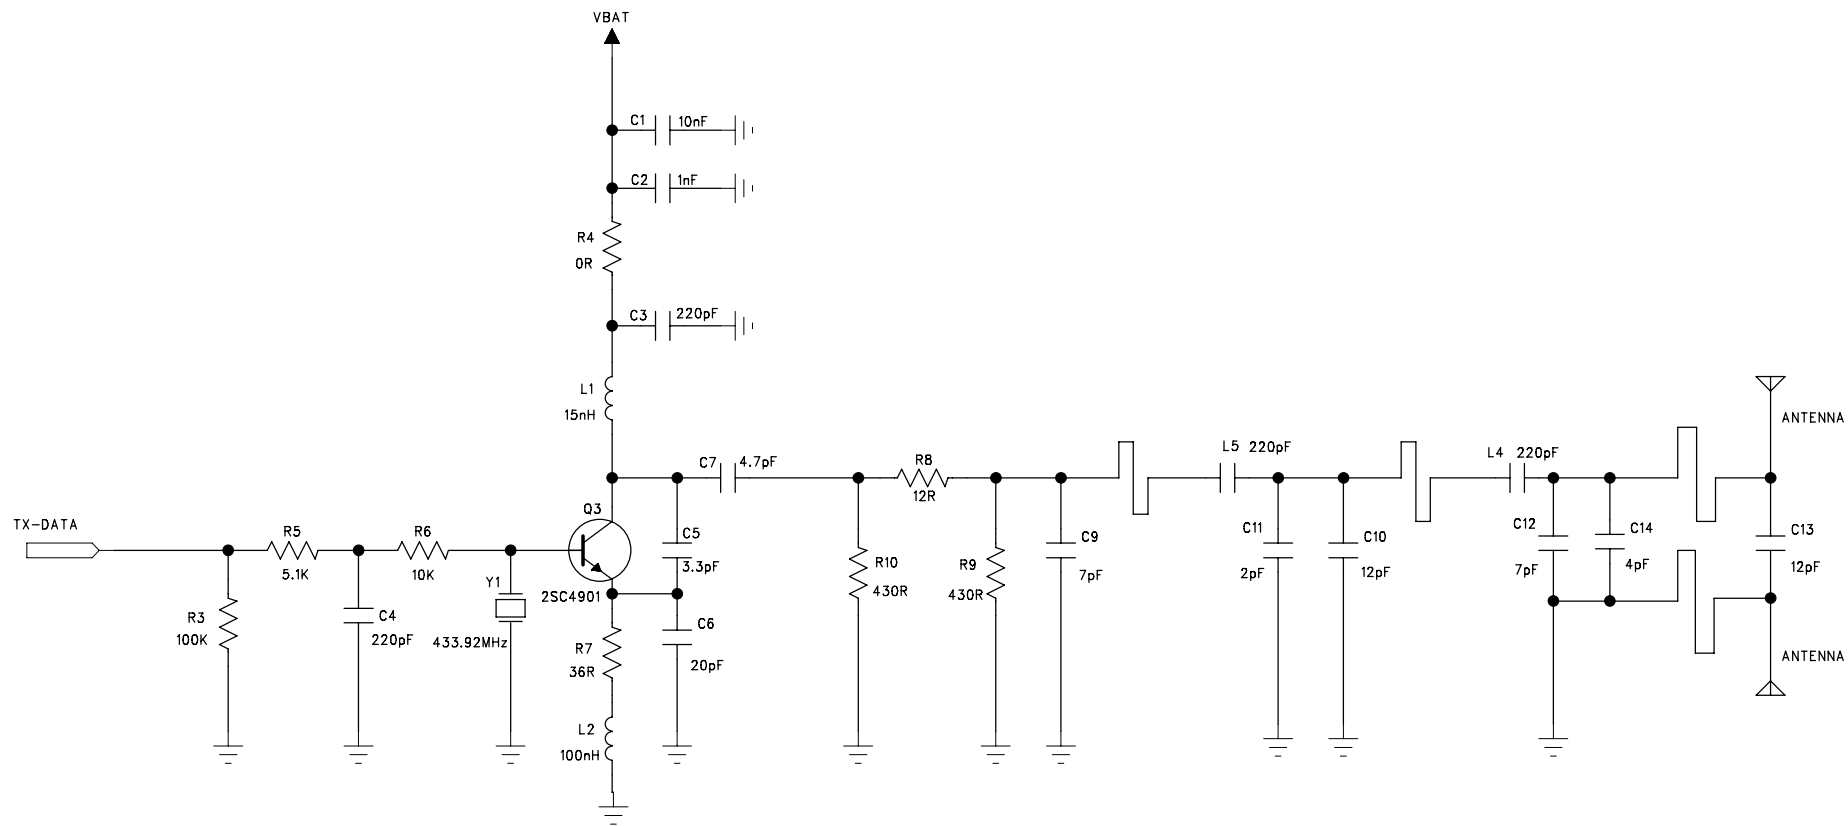 VBAT
C1 10nF
C2 1nF
R4
0R
C3 220pF
L1
15nH
C7 4.7pF
R8
12R
L5 220pF
L4 220pF
ANTENNA
TX-DATA
R5
5.1K
R6
10K
Q3
2SC4901
C5
3.3pF
R3
100K
C4
220pF
Y1
433.92MHz
R7
36R
C6
20pF
L2
100nH
R10
430R
R9
430R
C9
7pF
C11
2pF
C10
12pF
C12
7pF
C14
4pF
C13
12pF
ANTENNA